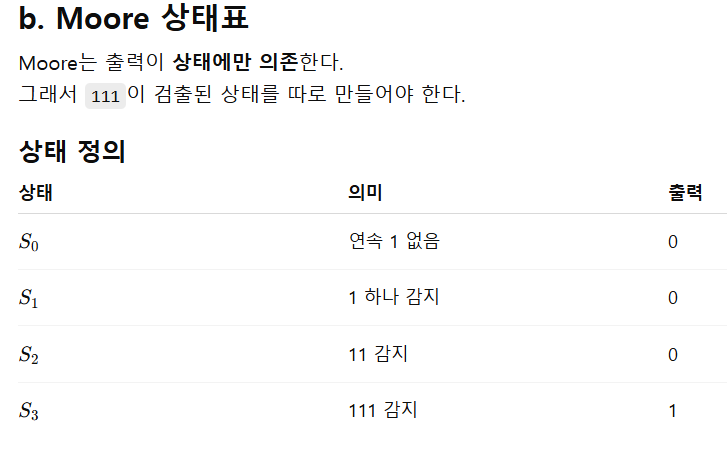 b. Moore 상태표
Moore는 출력이 상태에만 의존한다.
그래서 111 이 검출된 상태를 따로 만들어야 한다.
상태 정의
상태 의미 출력
S₀ 연속 1 없음 0
S₁ 1 하나 감지 0
S₂ 11 감지 0
S₃ 111 감지 1